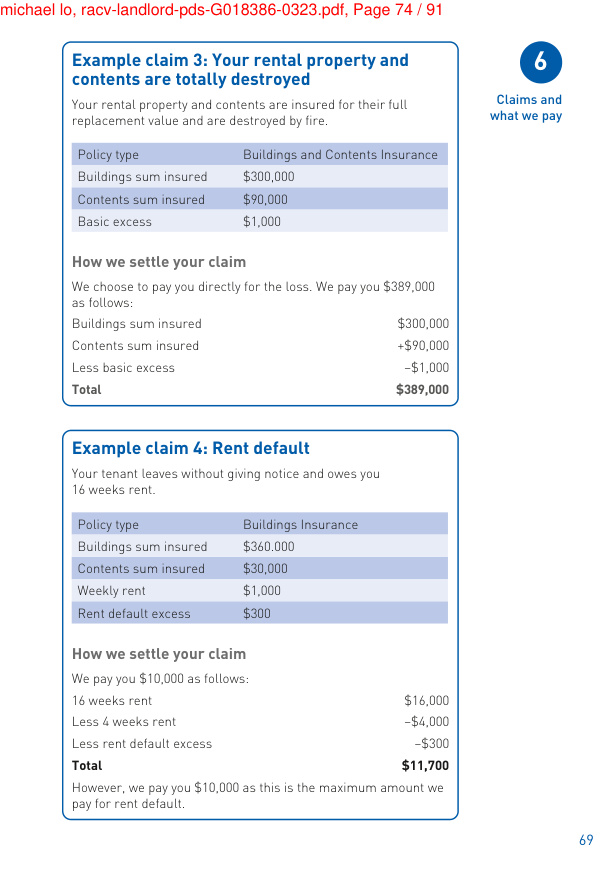 michael lo, racv-landlord-pds-G018386-0323.pdf, Page 74 / 91
6
Claims and
what we pay
Example claim 3: Your rental property and
contents are totally destroyed
Your rental property and contents are insured for their full
replacement value and are destroyed by fire.
Policy type Buildings and Contents Insurance
Buildings sum insured $300,000
Contents sum insured $90,000
Basic excess $1,000
How we settle your claim
We choose to pay you directly for the loss. We pay you $389,000
as follows:
Buildings sum insured $300,000
Contents sum insured +$90,000
Less basic excess –$1,000
Total $389,000
Example claim 4: Rent default
Your tenant leaves without giving notice and owes you
16 weeks rent.
Policy type Buildings Insurance
Buildings sum insured $360.000
Contents sum insured $30,000
Weekly rent $1,000
Rent default excess $300
How we settle your claim
We pay you $10,000 as follows:
16 weeks rent $16,000
Less 4 weeks rent –$4,000
Less rent default excess –$300
Total $11,700
However, we pay you $10,000 as this is the maximum amount we
pay for rent default.
69